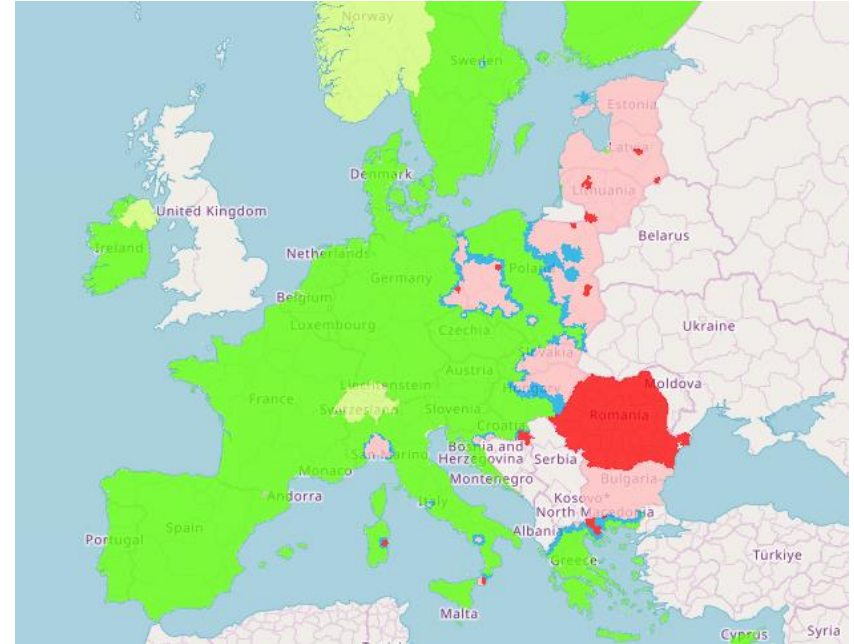 Norway
Sweden
Estonia
Latvia
Denmark
Lithuania
United Kingdom
Ireland
Belarus
Netherlands
Poland
Germany
Belgium
Luxembourg
Czechia
Ukraine
Slovakia
Austria
Liechtenstein
Moldova
Hungary
France
Switzerland
Slovenia
Romania
Croatia
San Marino
Bosnia and
Herzegovina
Serbia
Monaco
Montenegro
Bulgaria
Andorra
Italy
Kosovo*
North Macedonia
Albania
Portugal
Spain
Greece
Türkiye
Malta
Cyprus
Syria